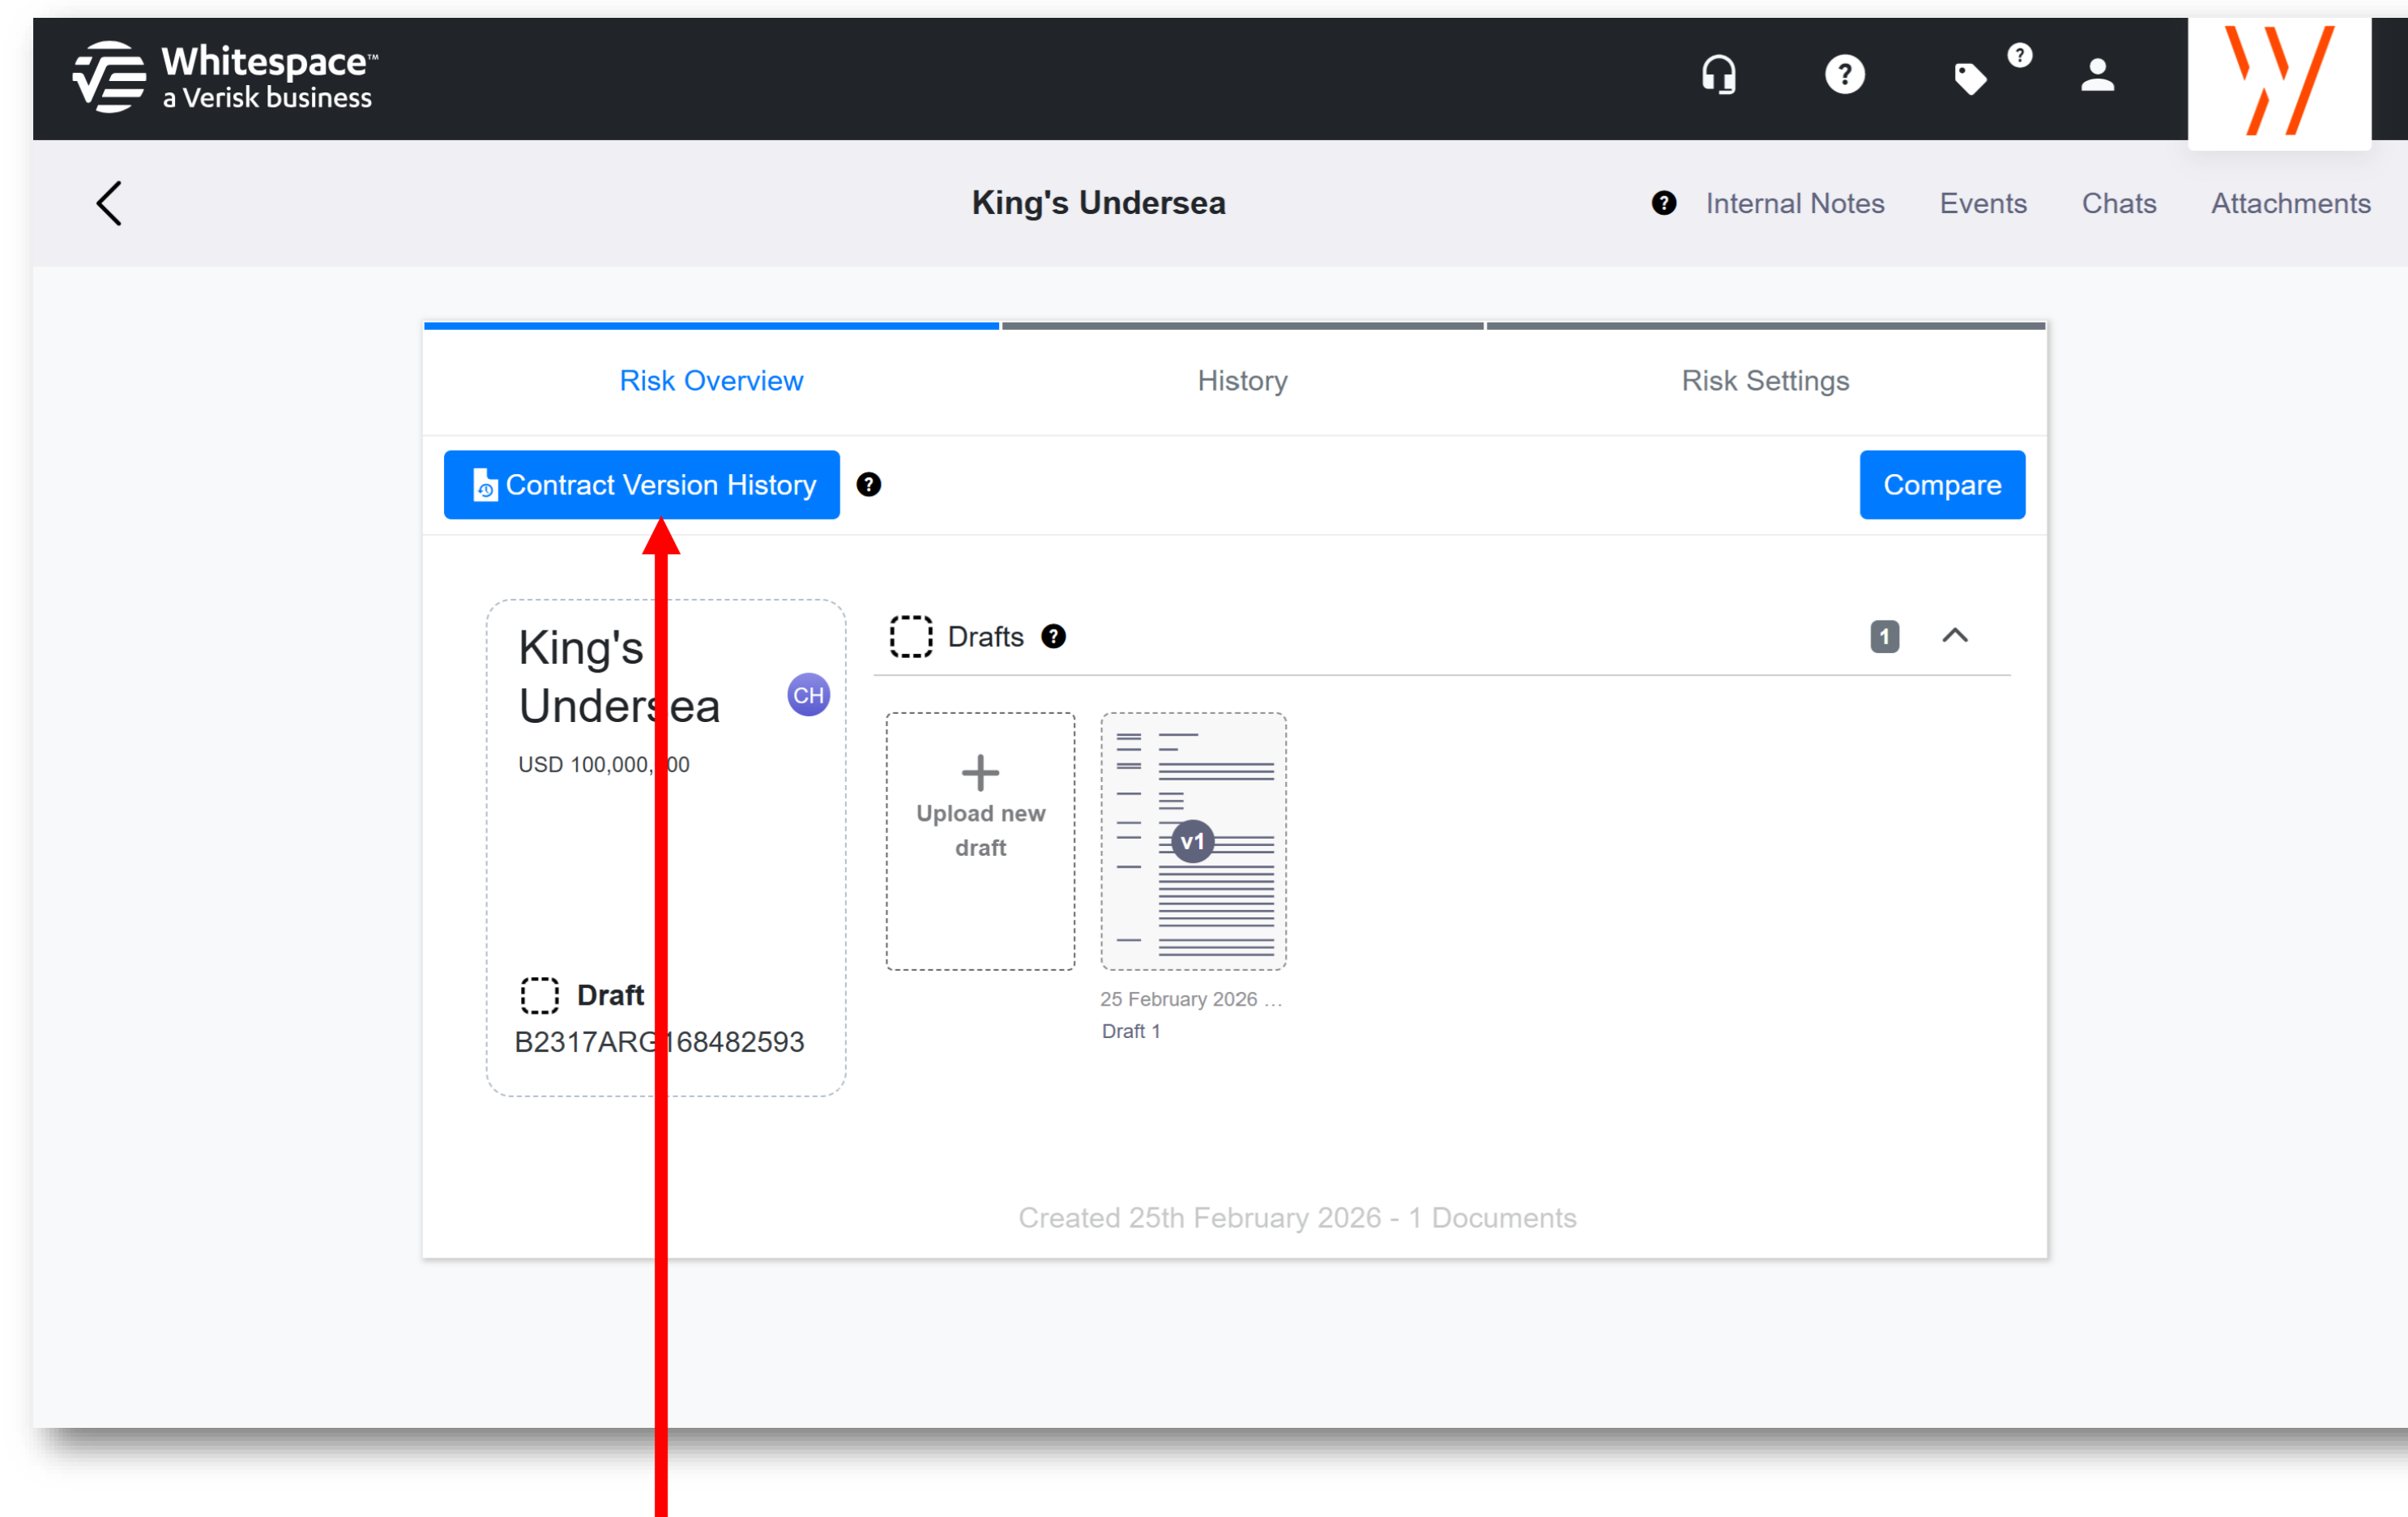 Whitespace™
a Verisk business
?
?
King's Undersea
?
Internal Notes
Events
Chats
Attachments
Risk Overview
History
Risk Settings
Contract Version History
?
Compare
King's
Undersea
CH
USD 100,000,
00
Draft
B2317ARG168482593
Drafts
?
1
Upload new
draft
v1
25 February 2026 ...
Draft 1
Created 25th February 2026 - 1 Documents